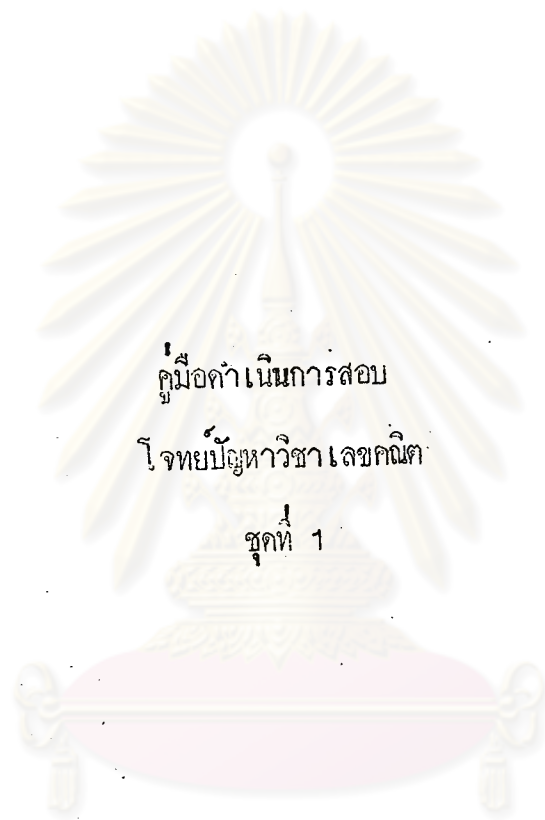 คู่มือดำเนินการสอบ
โจทย์ปัญหาวิชาเลขคณิต
ชุดที่ 1